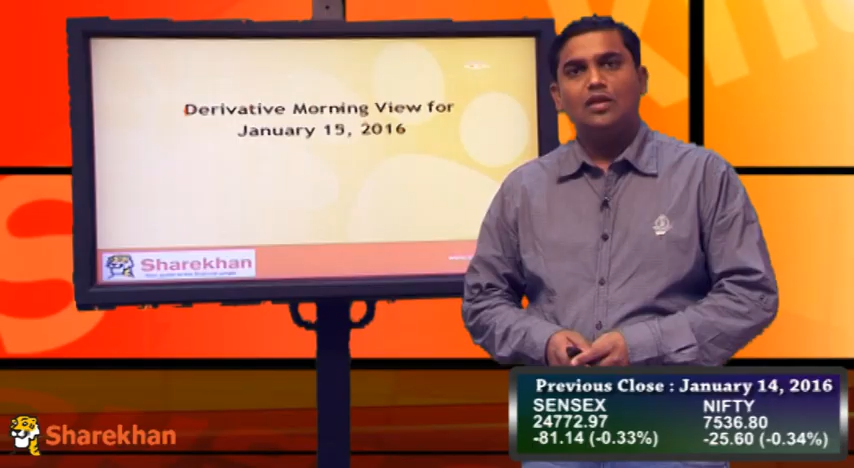 Derivative Morning View for
January 15, 2016
Sharekhan
Previous Close : January 14, 2016
SENSEX
24772.97
-81.14 (-0.33%)
NIFTY
7536.80
-25.60 (-0.34%)
Sharekhan